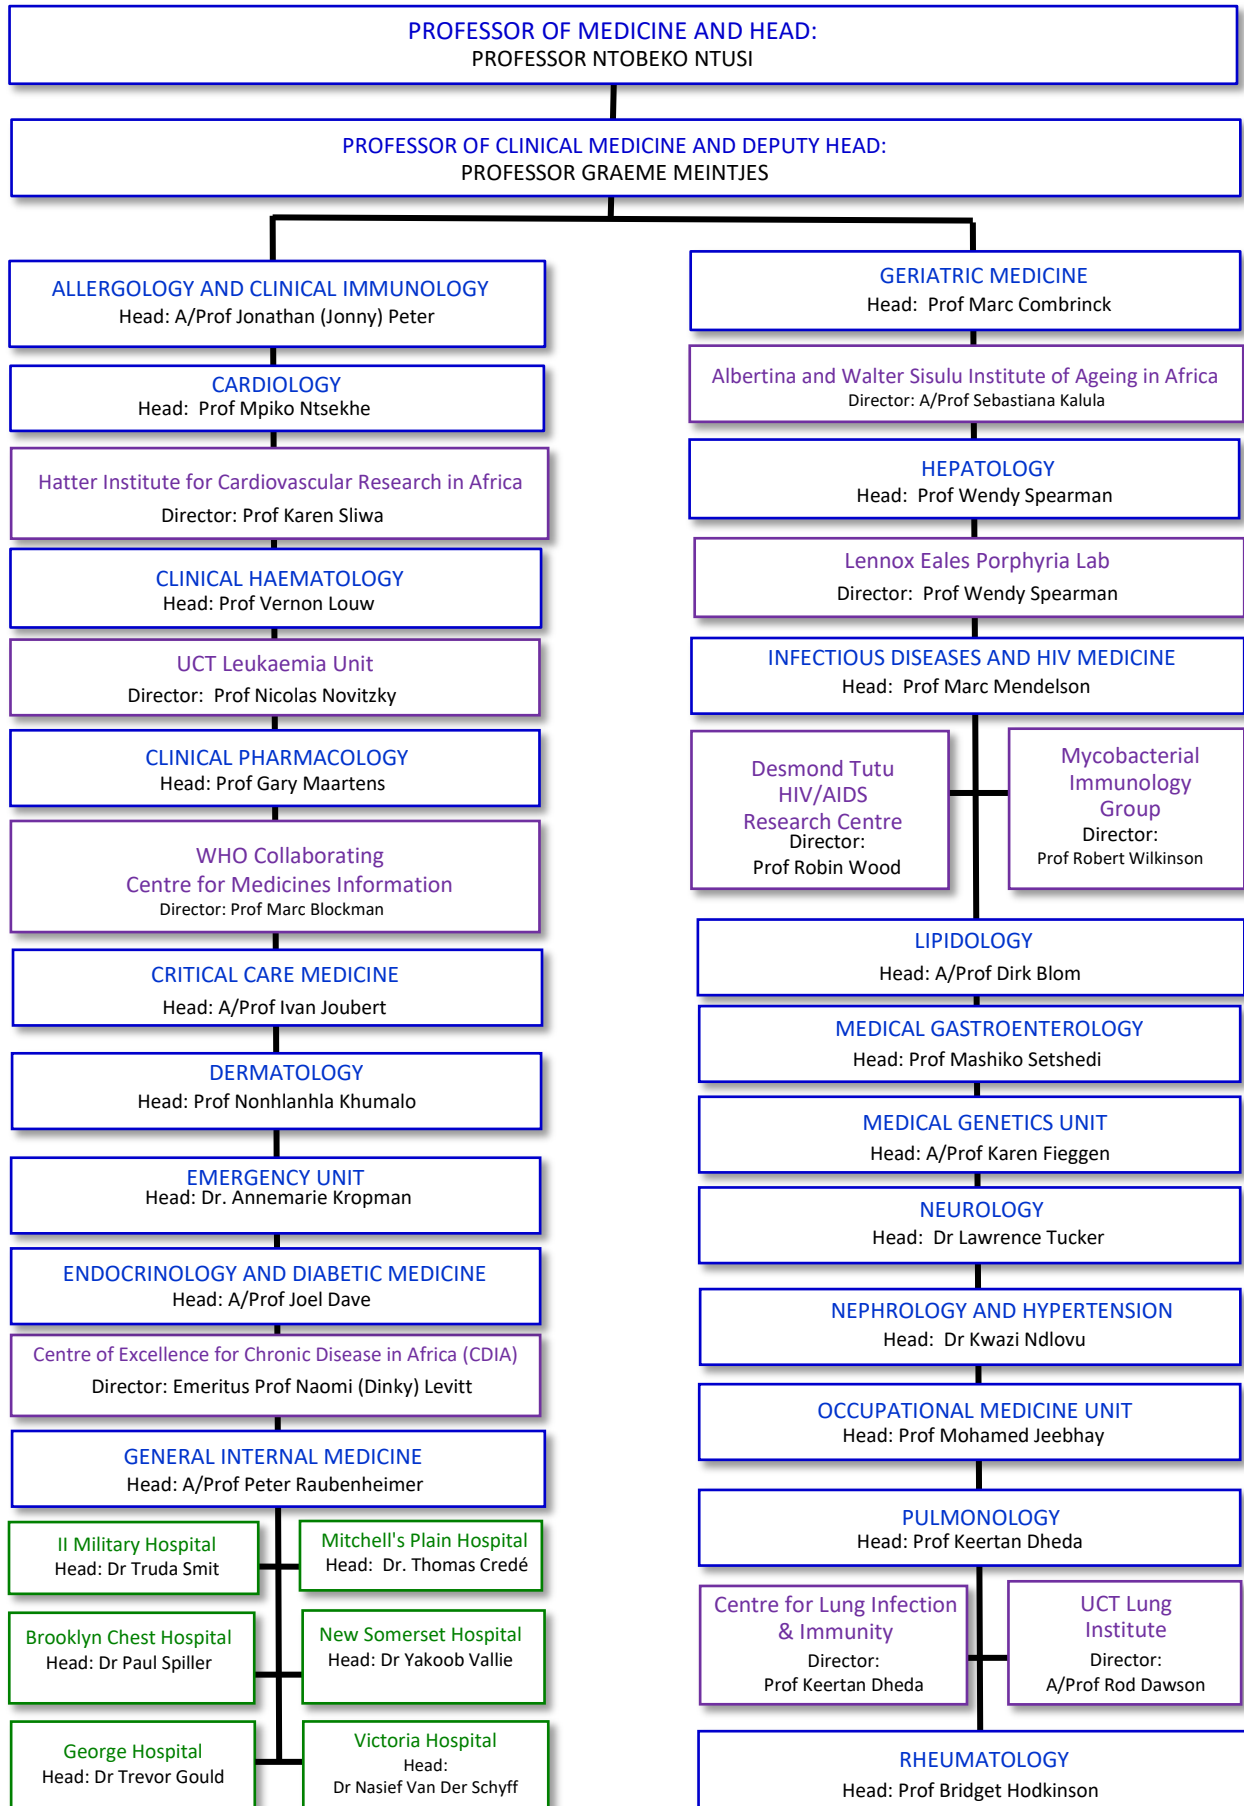 PROFESSOR OF MEDICINE AND HEAD:
PROFESSOR NTOBEKO NTUSI
PROFESSOR OF CLINICAL MEDICINE AND DEPUTY HEAD:
PROFESSOR GRAEME MEINTJES
ALLERGOLOGY AND CLINICAL IMMUNOLOGY
Head: A/Prof Jonathan (Jonny) Peter
CARDIOLOGY
Head: Prof Mpiko Ntsekhe
Hatter Institute for Cardiovascular Research in Africa
Director: Prof Karen Sliwa
CLINICAL HAEMATOLOGY
Head: Prof Vernon Louw
UCT Leukaemia Unit
Director: Prof Nicolas Novitzky
CLINICAL PHARMACOLOGY
Head: Prof Gary Maartens
WHO Collaborating
Centre for Medicines Information
Director: Prof Marc Blockman
CRITICAL CARE MEDICINE
Head: A/Prof Ivan Joubert
DERMATOLOGY
Head: Prof Nonhlanhla Khumalo
EMERGENCY UNIT
Head: Dr. Annemarie Kropman
ENDOCRINOLOGY AND DIABETIC MEDICINE
Head: A/Prof Joel Dave
Centre of Excellence for Chronic Disease in Africa (CDIA)
Director: Emeritus Prof Naomi (Dinky) Levitt
GENERAL INTERNAL MEDICINE
Head: A/Prof Peter Raubenheimer
II Military Hospital
Head: Dr Truda Smit
Mitchell's Plain Hospital
Head: Dr. Thomas Credé
Brooklyn Chest Hospital
Head: Dr Paul Spiller
New Somerset Hospital
Head: Dr Yakoob Vallie
George Hospital
Head: Dr Trevor Gould
Victoria Hospital
Head:
Dr Nasief Van Der Schyff
GERIATRIC MEDICINE
Head: Prof Marc Combrinck
Albertina and Walter Sisulu Institute of Ageing in Africa
Director: A/Prof Sebastiana Kalula
HEPATOLOGY
Head: Prof Wendy Spearman
Lennox Eales Porphyria Lab
Director: Prof Wendy Spearman
INFECTIOUS DISEASES AND HIV MEDICINE
Head: Prof Marc Mendelson
Desmond Tutu
HIV/AIDS
Research Centre
Director:
Prof Robin Wood
Mycobacterial
Immunology
Group
Director:
Prof Robert Wilkinson
LIPIDOLOGY
Head: A/Prof Dirk Blom
MEDICAL GASTROENTEROLOGY
Head: Prof Mashiko Setshedi
MEDICAL GENETICS UNIT
Head: A/Prof Karen Fieggen
NEUROLOGY
Head: Dr Lawrence Tucker
NEPHROLOGY AND HYPERTENSION
Head: Dr Kwazi Ndlovu
OCCUPATIONAL MEDICINE UNIT
Head: Prof Mohamed Jeebhay
PULMONOLOGY
Head: Prof Keertan Dheda
Centre for Lung Infection
& Immunity
Director:
Prof Keertan Dheda
UCT Lung
Institute
Director:
A/Prof Rod Dawson
RHEUMATOLOGY
Head: Prof Bridget Hodkinson